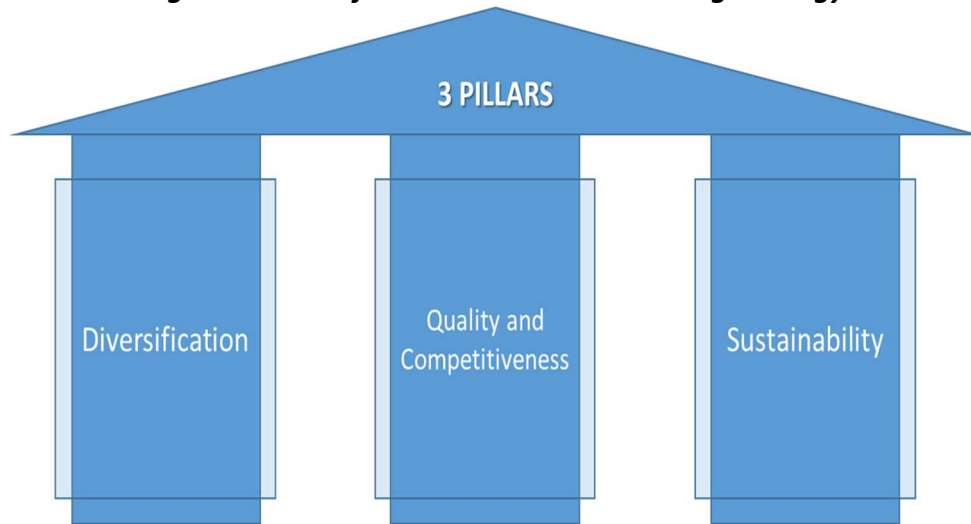 3 PILLARS
Diversification
Quality and
Competitiveness
Sustainability